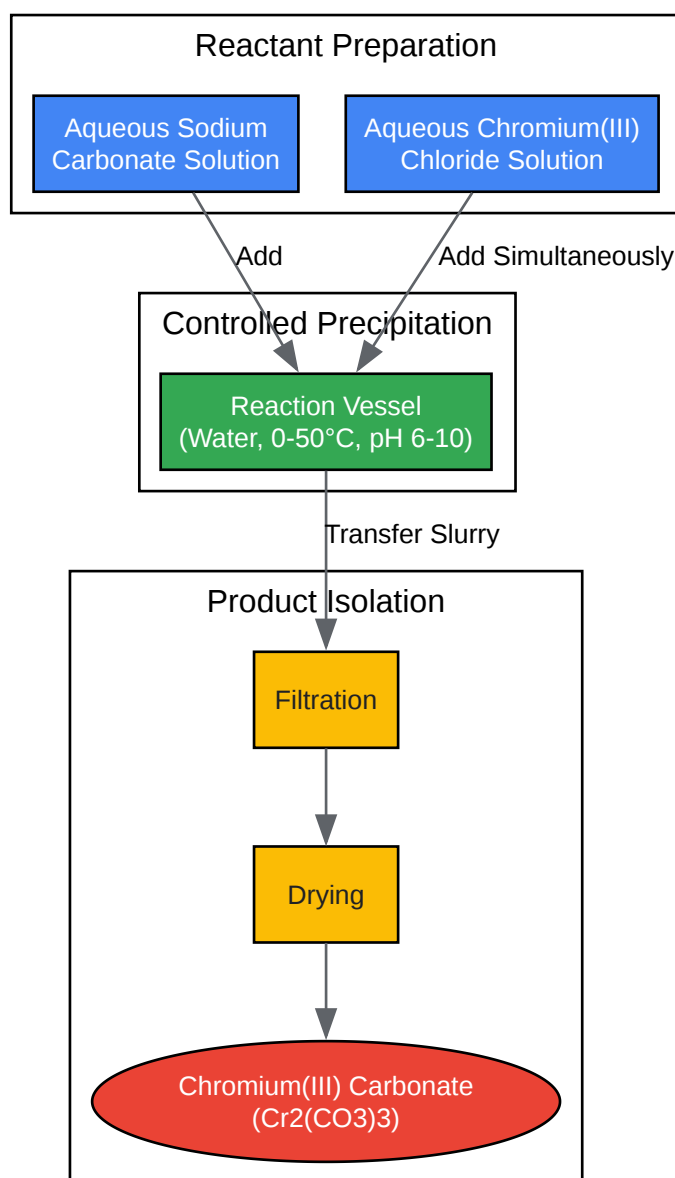 Reactant Preparation
Aqueous Sodium
Carbonate Solution
Aqueous Chromium(III)
Chloride Solution
Add
Add Simultaneously
Controlled Precipitation
Reaction Vessel
(Water, 0-50°C, pH 6-10)
Transfer Slurry
Product Isolation
Filtration
Drying
Chromium(III) Carbonate
(Cr2(CO3)3)